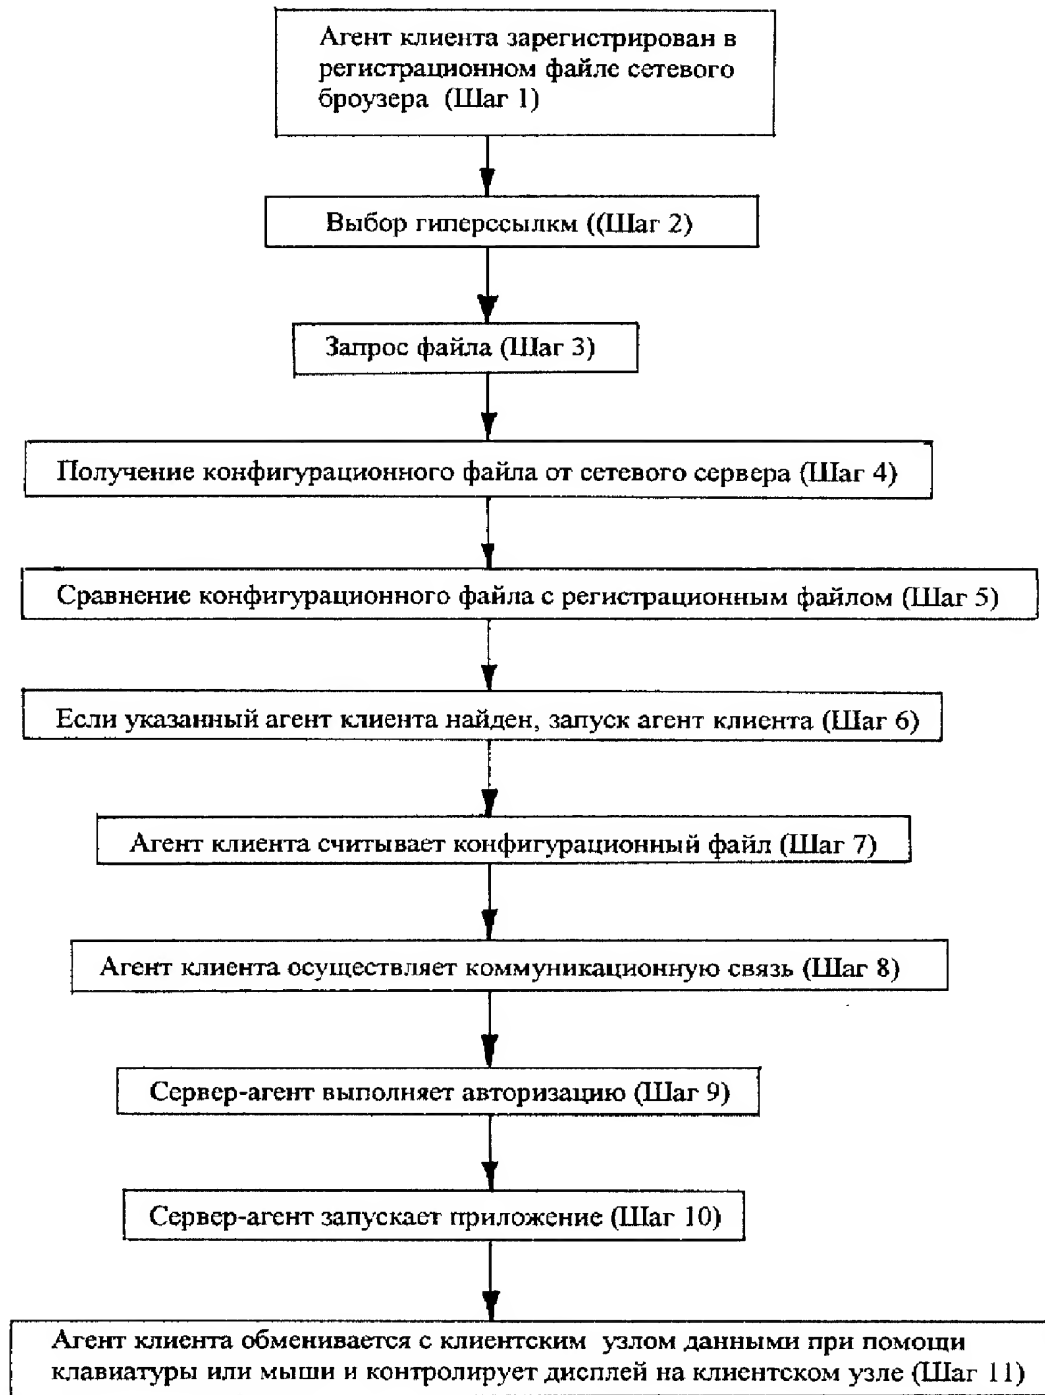 Агент клиента зарегистрирован в
регистрационном файле сетевого
броузера (Шаг 1)
Выбор гиперссылкм ((Шаг 2)
Запрос файла (Шаг 3)
Получение конфигурационного файла от сетевого сервера (Шаг 4)
Сравнение конфигурационного файла с регистрационным файлом (Шаг 5)
Если указанный агент клиента найден, запуск агент клиента (Шаг 6)
Агент клиента считывает конфигурационный файл (Шаг 7)
Агент клиента осуществляет коммуникационную связь (Шаг 8)
Сервер-агент выполняет авторизацию (Шаг 9)
Сервер-агент запускает приложение (Шаг 10)
Агент клиента обменивается с клиентским узлом данными при помощи
клавиатуры или мыши и контролирует дисплей на клиентском узле (Шаг 11)